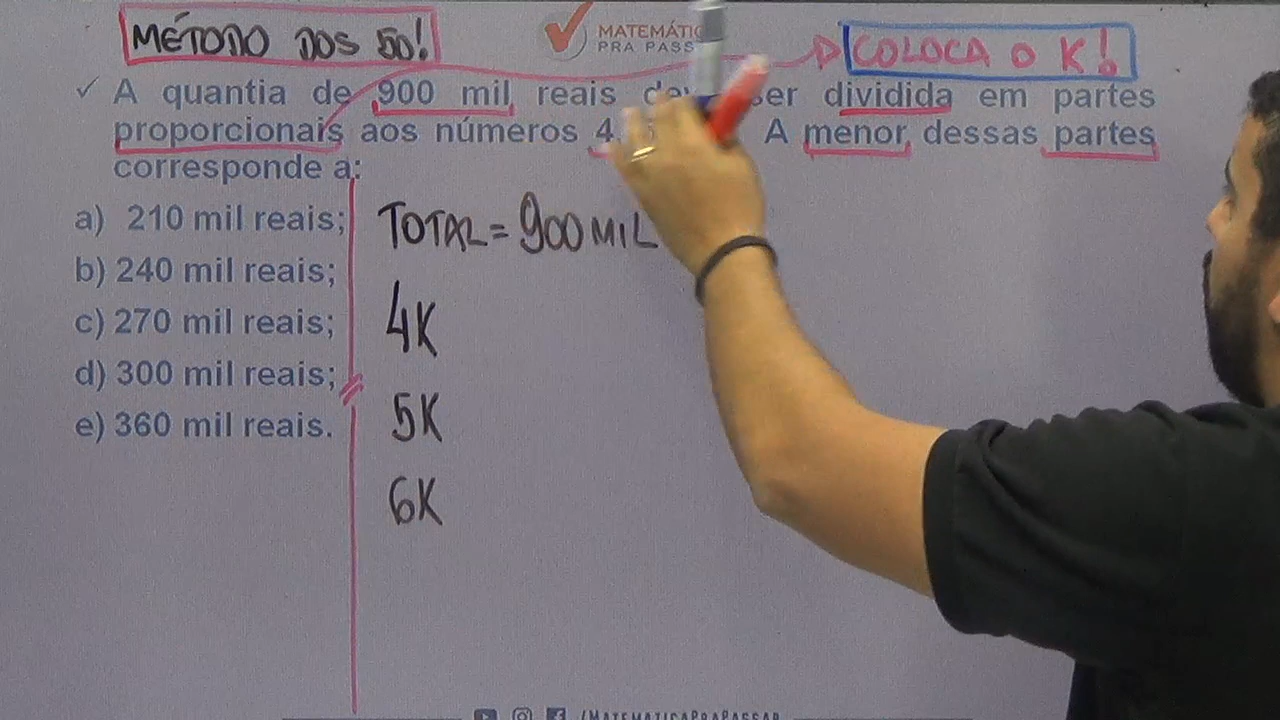 MÉTODO DOS 50!
MATEMÁTIC
PRA PASS
COLOCA O K!
✓ A quantia de 900 mil reais ser dividida em partes
proporcionais aos números 4 A menor dessas partes
corresponde a:
a) 210 mil reais;
b) 240 mil reais;
c) 270 mil reais;
d) 300 mil reais;
e) 360 mil reais.
TOTAL = 900 MIL
4K
5K
6K
/MATEMATICAPRAPASSAR